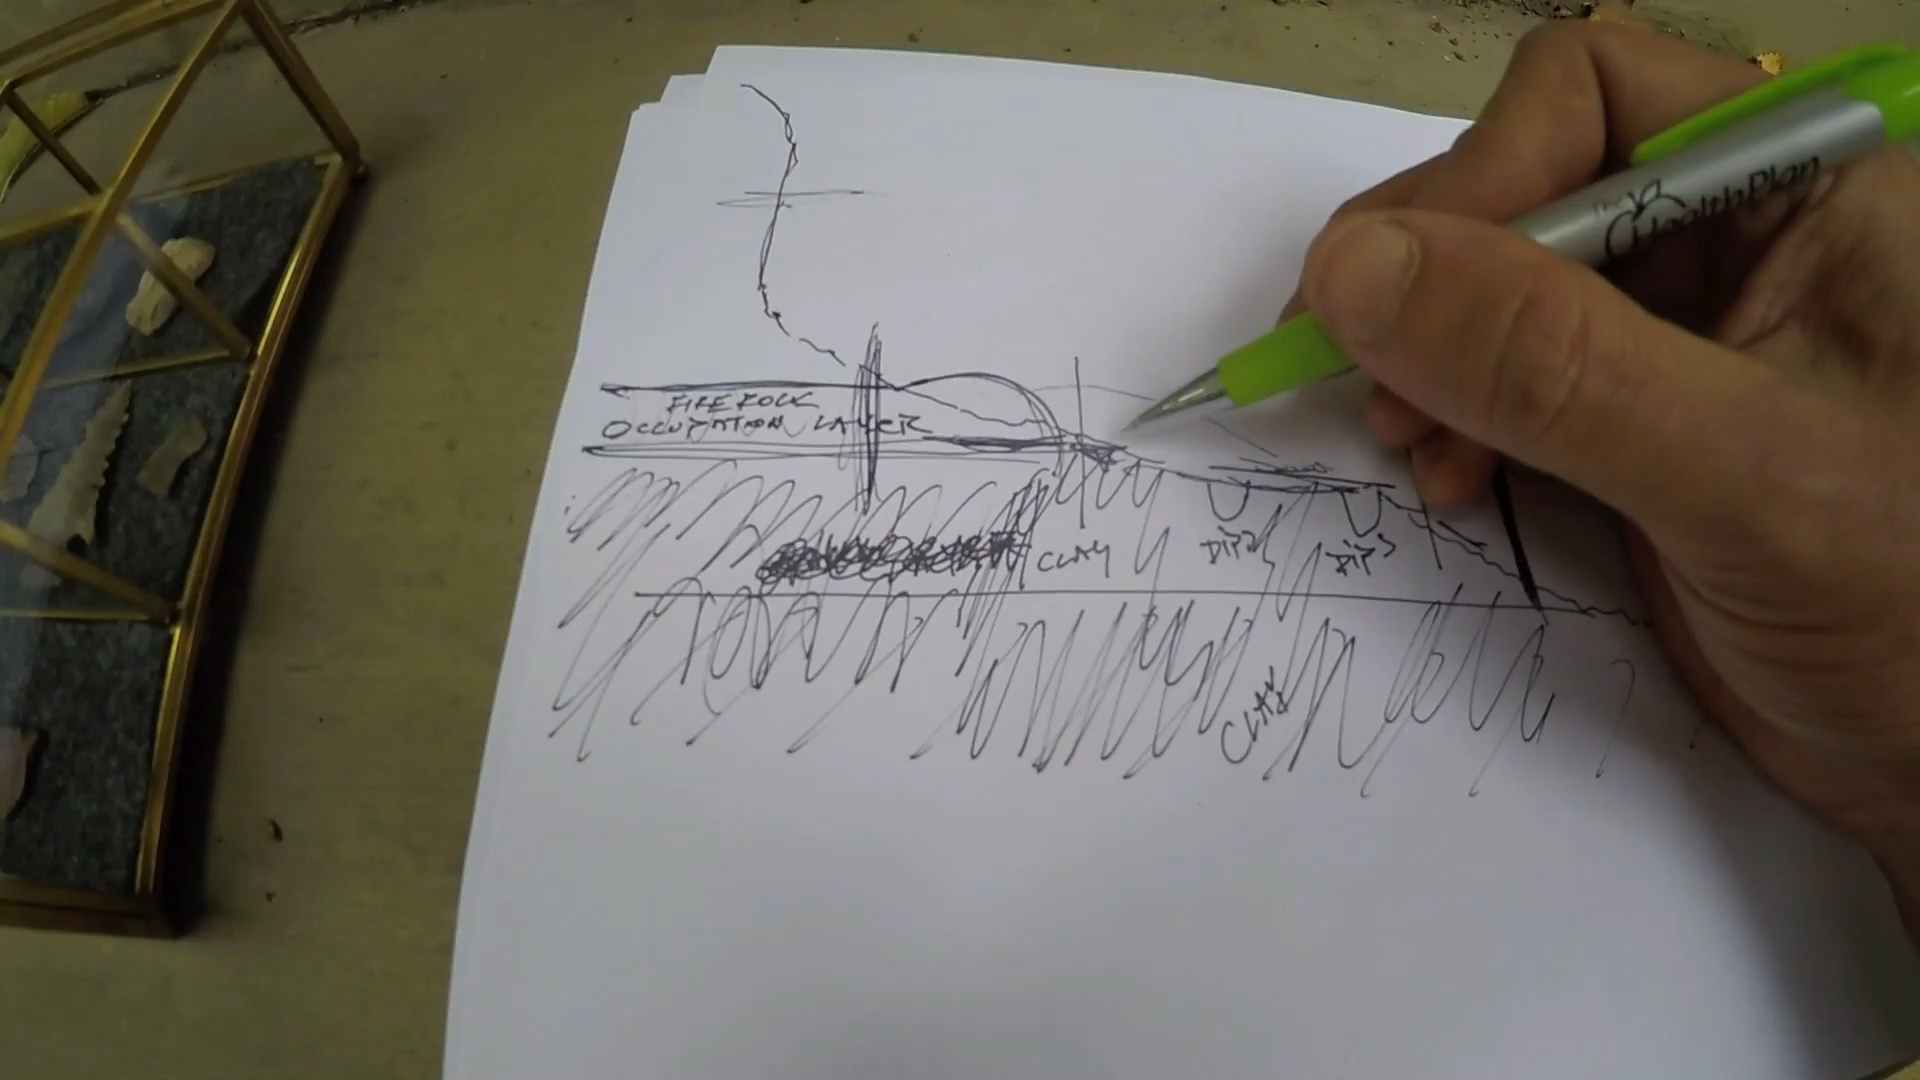 FIRE ROCK
OCCUPATION LAYER
CLAY
DIPS
DIPS
CLAY
HealthPlan